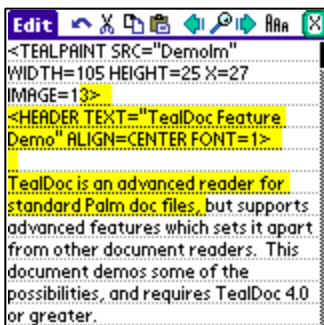 Edit AAA
<TEALPAINT SRC="DemoIm"
WIDTH=105 HEIGHT=25 X=27
IMAGE=13>
<HEADER TEXT="TealDoc Feature
Demo" ALIGN=CENTER FONT=1>
TealDoc is an advanced reader for
standard Palm doc files, but supports
advanced features which sets it apart
from other document readers. This
document demos some of the
possibilities, and requires TealDoc 4.0
or greater.